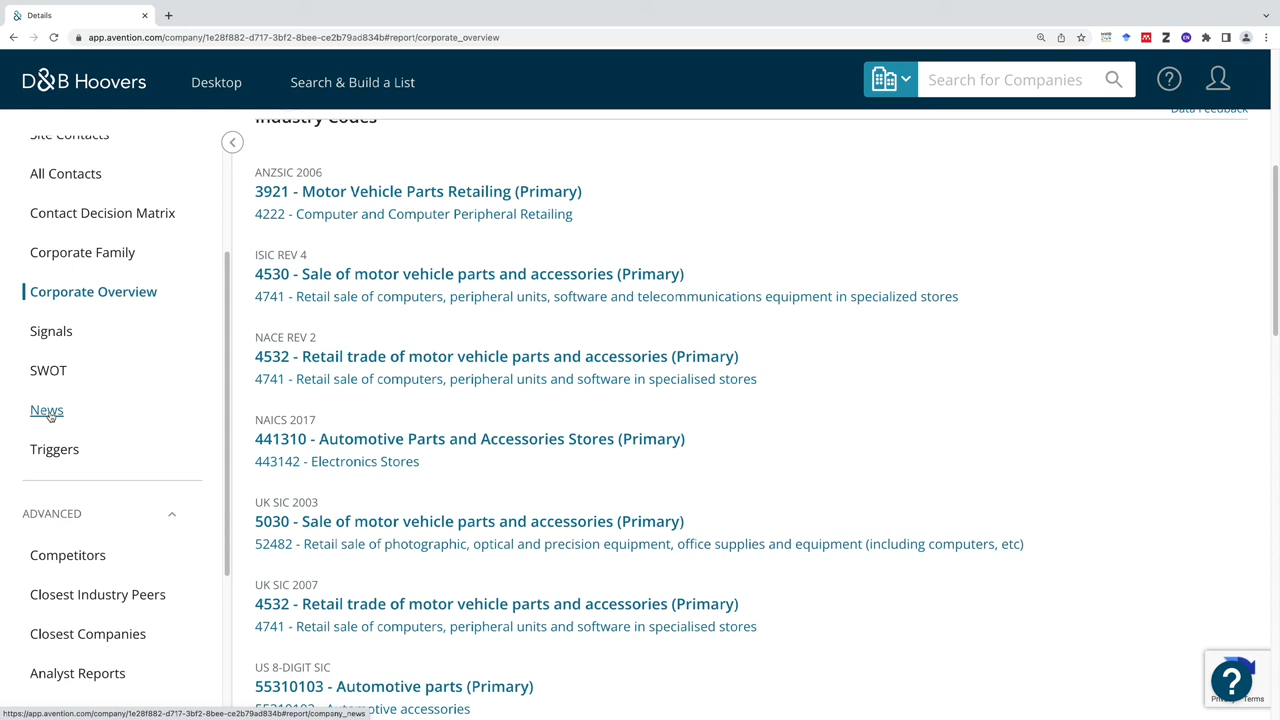 Details
app.avention.com/company/1e28f882-d717-3bf2-8bee-ce2b79ad834b#report/corporate_overview
D&B Hoovers
Desktop
Search & Build a List
Search for Companies
Site Contacts
All Contacts
Contact Decision Matrix
Corporate Family
Corporate Overview
Signals
SWOT
News
Triggers
ADVANCED
Competitors
Closest Industry Peers
Closest Companies
Analyst Reports
Data Feedback
Industry Codes
ANZSIC 2006
3921 - Motor Vehicle Parts Retailing (Primary)
4222 - Computer and Computer Peripheral Retailing
ISIC REV 4
4530 - Sale of motor vehicle parts and accessories (Primary)
4741 - Retail sale of computers, peripheral units, software and telecommunications equipment in specialized stores
NACE REV 2
4532 - Retail trade of motor vehicle parts and accessories (Primary)
4741 - Retail sale of computers, peripheral units and software in specialised stores
NAICS 2017
441310 - Automotive Parts and Accessories Stores (Primary)
443142 - Electronics Stores
UK SIC 2003
5030 - Sale of motor vehicle parts and accessories (Primary)
52482 - Retail sale of photographic, optical and precision equipment, office supplies and equipment (including computers, etc)
UK SIC 2007
4532 - Retail trade of motor vehicle parts and accessories (Primary)
4741 - Retail sale of computers, peripheral units and software in specialised stores
US 8-DIGIT SIC
55310103 - Automotive parts (Primary)
automotive accessories
Terms
https://app.avention.com/company/1e28f882-d717-3bf2-8bee-ce2b79ad834b#report/company_news